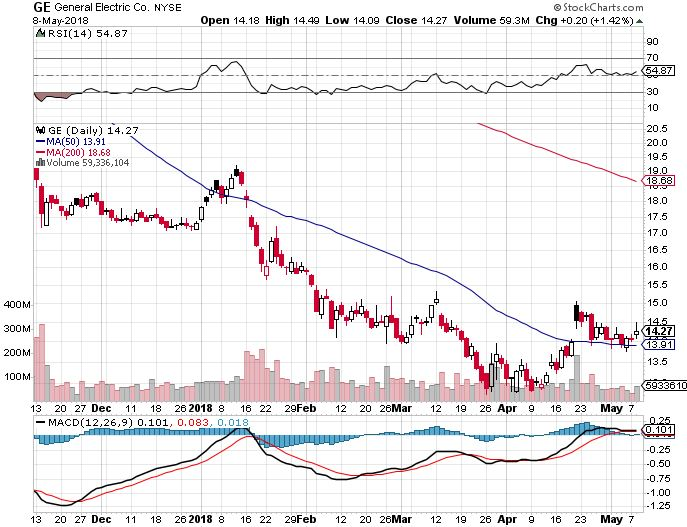 GE General Electric Co. NYSE © StockCharts.com
8-May-2018 Open 14.18 High 14.49 Low 14.09 Close 14.27 Volume 59.3M Chg +0.20 (+1.42%)
RSI(14) 54.87
90
70
54.87
50
30
10
GE (Daily) 14.27
MA(50) 13.91
MA(200) 18.68
Volume 59,336,104
20.5
20.0
19.5
19.0
18.68
18.5
18.0
17.5
17.0
16.5
16.0
15.5
15.0
14.5
14.27
13.91
13.5
5933610
400M
300M
200M
100M
13 20 27 Dec 11 18 26 2018 8 16 22 29 Feb 12 20 26 Mar 12 19 26 Apr 9 16 23 May 7
MACD(12,26,9) 0.101, 0.083, 0.018
0.25
0.101
-0.25
-0.50
-0.75
-1.00
-1.25
13 20 27 Dec 11 18 26 2018 8 16 22 29 Feb 12 20 26 Mar 12 19 26 Apr 9 16 23 May 7